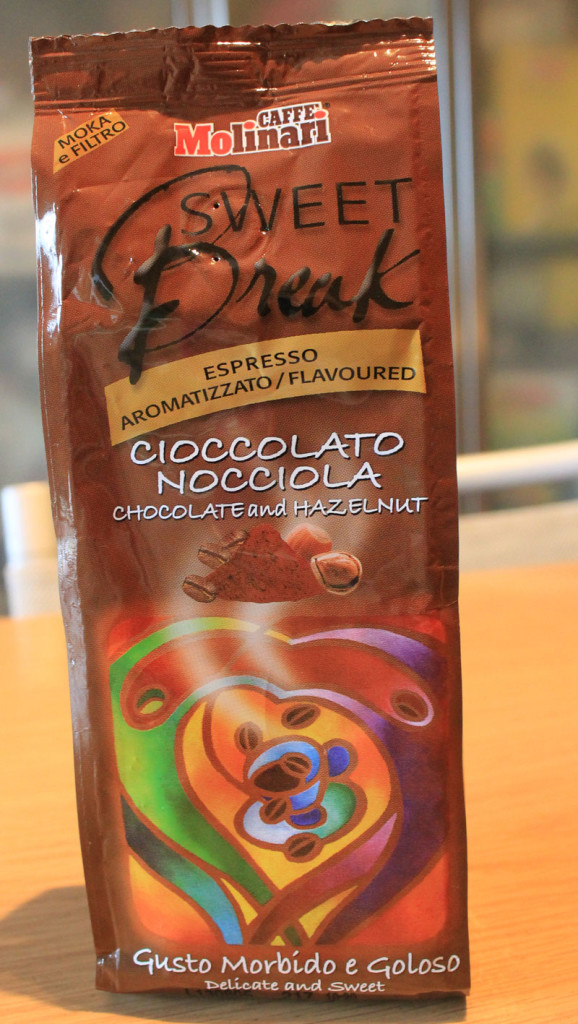 MOKA
e FILTRO
CAFFE'
Molinari
SWEET
Break
ESPRESSO
AROMATIZZATO / FLAVOURED
CIOCCOLATO
NOCCIOLA
CHOCOLATE and HAZELNUT
Gusto Morbido e Goloso
Delicate and Sweet